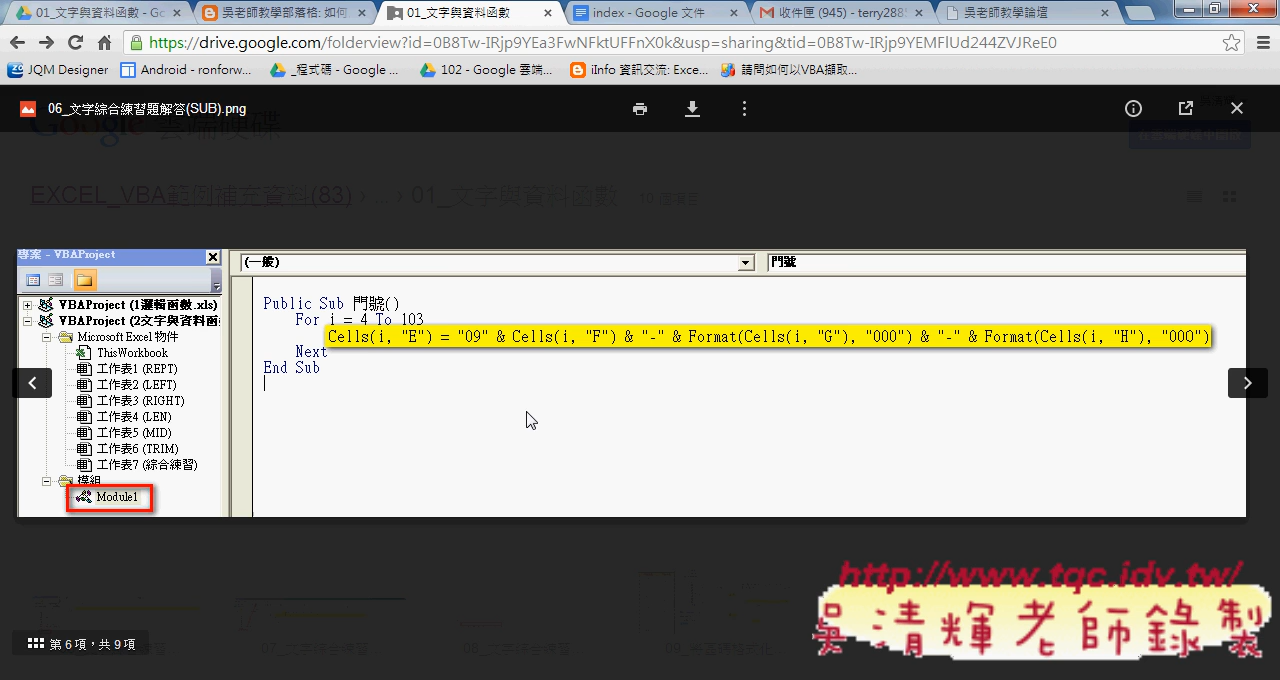 01_文字與資料函數 - Gc
吳老師教學部落格: 如何
01_文字與資料函數
index - Google 文件
收件匣 (945) - terry288
吳老師教學論壇
https://drive.google.com/folderview?id=0B8Tw-IRjp9YEa3FwNFktUFFnX0k&usp=sharing&tid=0B8Tw-IRjp9YEMFlUd244ZVJReE0
JQM Designer
Android - ronforw...
_程式碼 - Google ...
102 - Google 雲端...
iInfo 資訊交流: Exce...
請問如何以VBA擷取...
06_文字綜合練習題解答(SUB).png
Google 雲端硬碟
EXCEL_VBA範例補充資料(83) › ... › 01_文字與資料函數
專案 - VBAProject
(一般)
門號
VBAProject (1邏輯函數.xls)
VBAProject (2文字與資料函
Microsoft Excel 物件
ThisWorkbook
工作表1 (REPT)
工作表2 (LEFT)
工作表3 (RIGHT)
工作表4 (LEN)
工作表5 (MID)
工作表6 (TRIM)
工作表7 (綜合練習)
模組
Module1
Public Sub 門號()
For i = 4 To 103
Cells(i, "E") = "09" & Cells(i, "F") & "-" & Format(Cells(i, "G"), "000") & "-" & Format(Cells(i, "H"), "000")
Next
End Sub
第 6 項，共 9 項
http://www.tqc.idv.tw/
吳清輝老師錄製